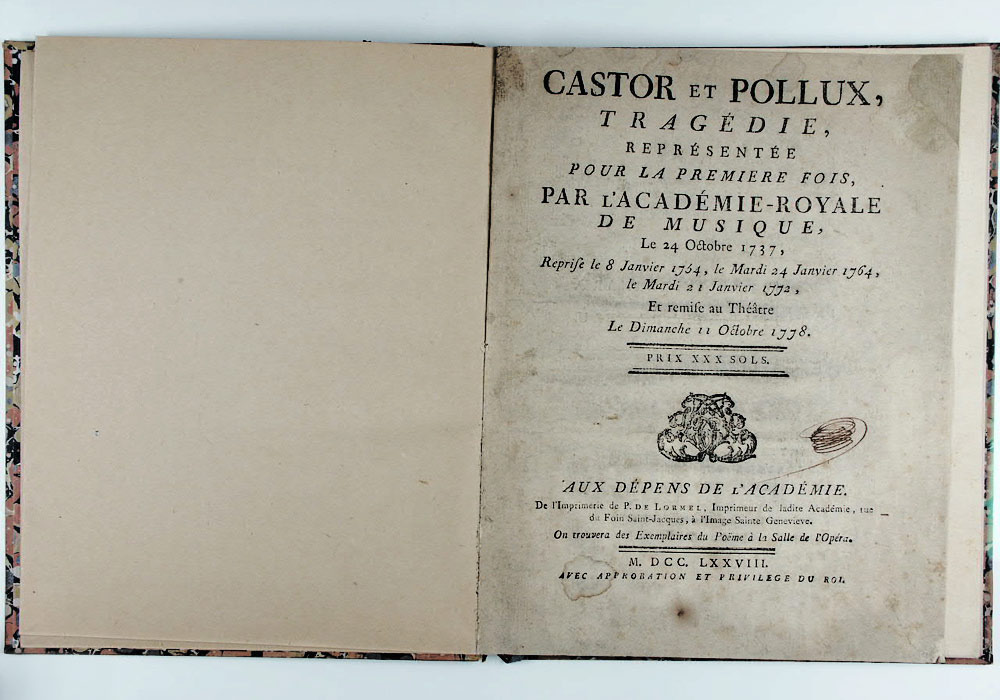 CASTOR ET POLLUX,
TRAGÉDIE,
REPRÉSENTÉE
POUR LA PREMIERE FOIS,
PAR L'ACADÉMIE-ROYALE
DE MUSIQUE,
Le 24 Octobre 1737,
Repriſe le 8 Janvier 1754, le Mardi 24 Janvier 1764,
le Mardi 21 Janvier 1772,
Et remiſe au Théâtre
Le Dimanche 11 Octobre 1778.
PRIX XXX SOLS.
AUX DÉPENS DE L'ACADÉMIE.
De l'Imprimerie de P. DE LORMEL, Imprimeur de ladite Académie, rue
du Foin Saint-Jacques, à l'Image Sainte Genevieve.
On trouvera des Exemplaires du Poëme à la Salle de l'Opéra.
M. DCC. LXXVIII.
AVEC APPROBATION ET PRIVILEGE DU ROI.